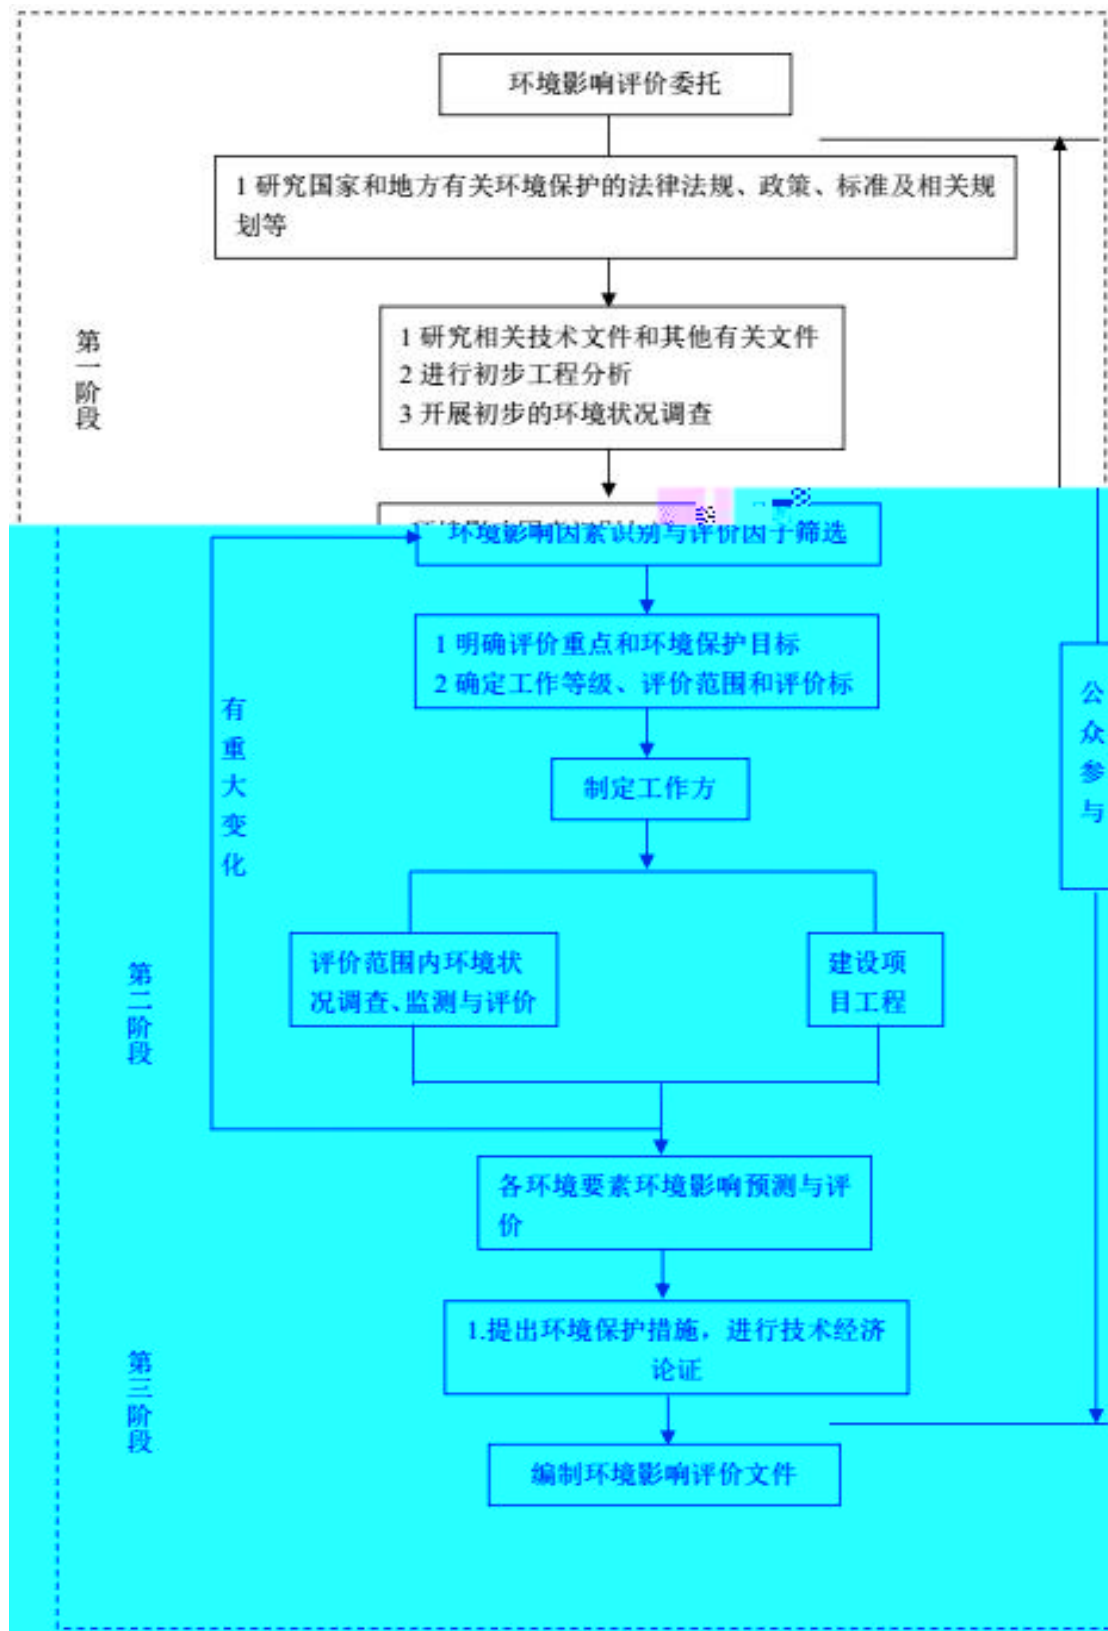 环境影响评价委托
1 研究国家和地方有关环境保护的法律法规、政策、标准及相关规
划等
第一阶段
1 研究相关技术文件和其他有关文件
2 进行初步工程分析
3 开展初步的环境状况调查
环境影响因素识别与评价因子筛选
1 明确评价重点和环境保护目标
2 确定工作等级、评价范围和评价标
有重大变化
公众参与
制定工作方
第二阶段
评价范围内环境状
况调查、监测与评价
建设项
目工程
各环境要素环境影响预测与评
价
第三阶段
1.提出环境保护措施，进行技术经济
论证
编制环境影响评价文件